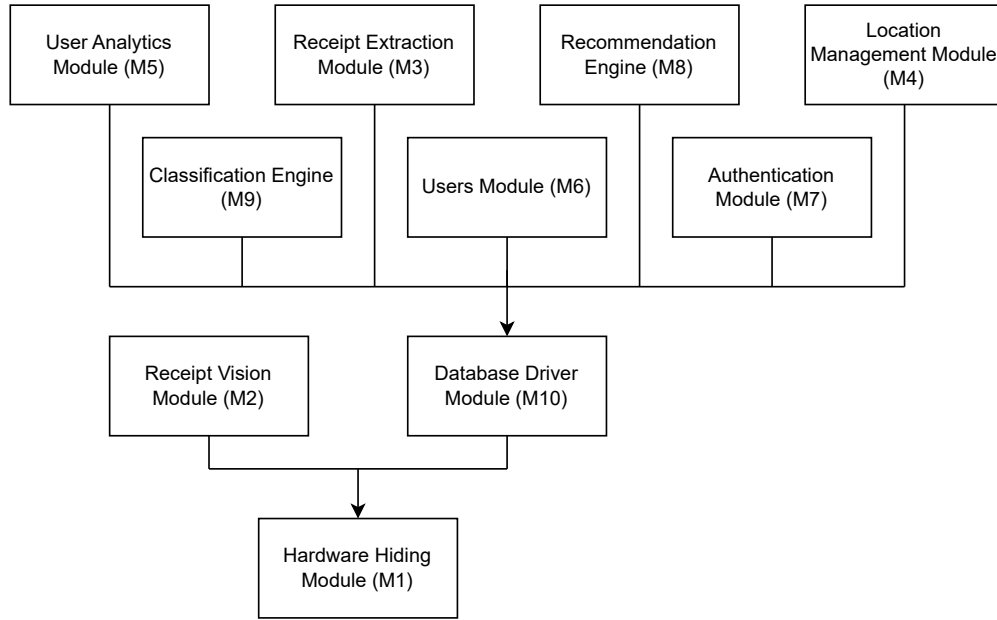 User Analytics
Module (M5)
Receipt Extraction
Module (M3)
Recommendation
Engine (M8)
Location
Management Module
(M4)
Classification Engine
(M9)
Users Module (M6)
Authentication
Module (M7)
Receipt Vision
Module (M2)
Database Driver
Module (M10)
Hardware Hiding
Module (M1)